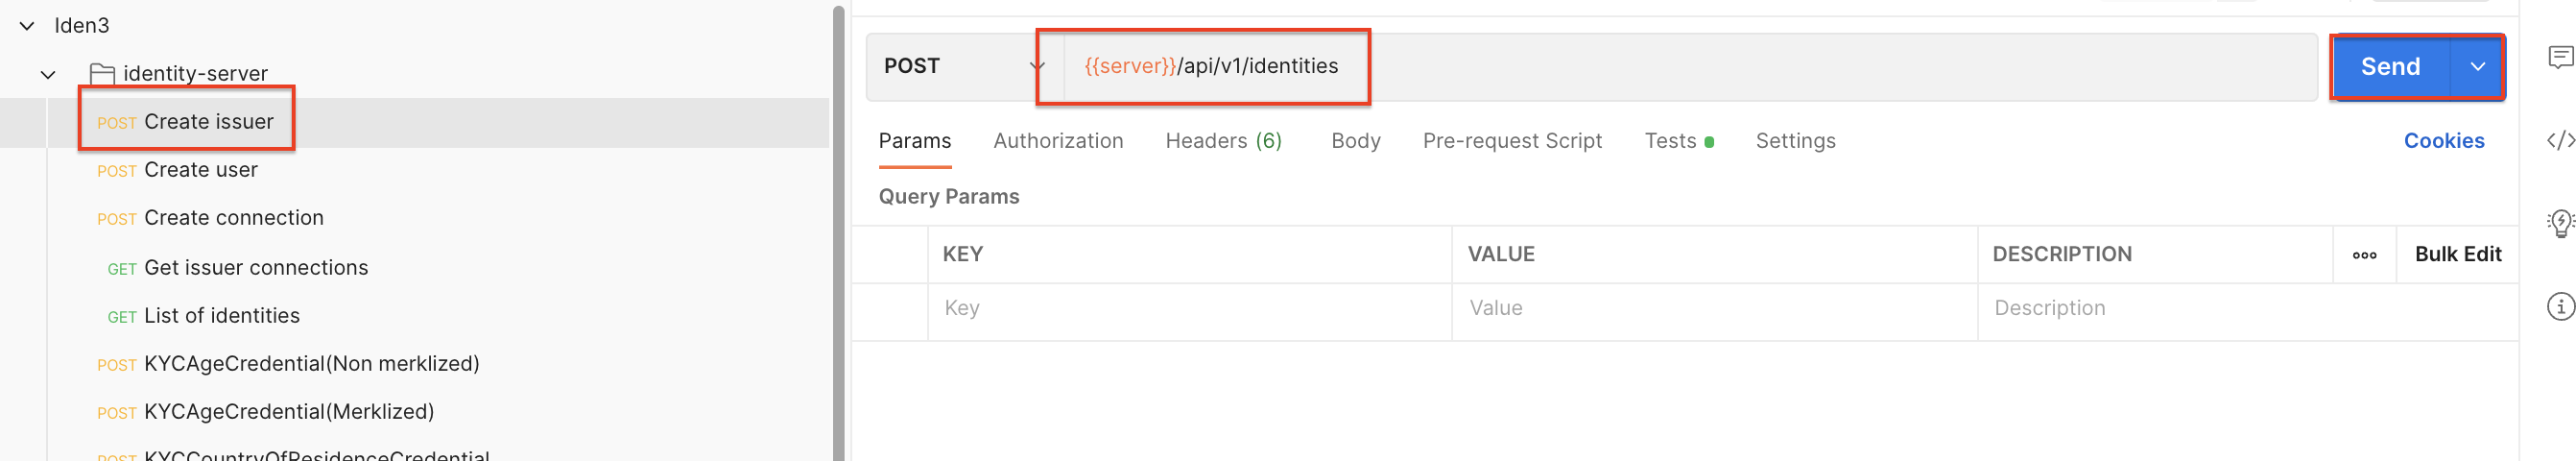 Iden3
identity-server
POST Create issuer
POST Create user
POST Create connection
GET Get issuer connections
GET List of identities
POST KYCAgeCredential(Non merklized)
POST KYCAgeCredential(Merklized)
POST KYCCountryOfResidenceCredential
POST {{server}}/api/v1/identities Send
Params Authorization Headers (6) Body Pre-request Script Tests Settings Cookies
Query Params
KEY VALUE DESCRIPTION Bulk Edit
Key Value Description